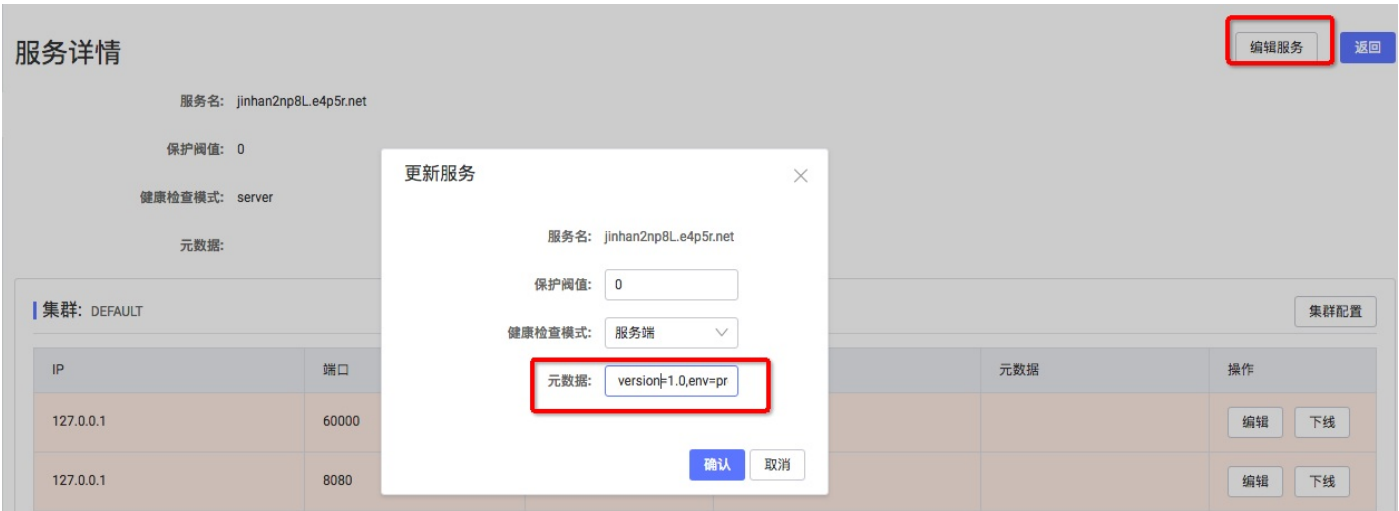 服务详情
编辑服务 返回
服务名: jinhan2np8L.e4p5r.net
保护阀值: 0
健康检查模式: server
元数据:
更新服务
服务名: jinhan2np8L.e4p5r.net
保护阀值: 0
健康检查模式: 服务端
元数据: version=1.0,env=pr
确认 取消
集群: DEFAULT
集群配置
IP 端口 元数据 操作
127.0.0.1 60000 编辑 下线
127.0.0.1 8080 编辑 下线